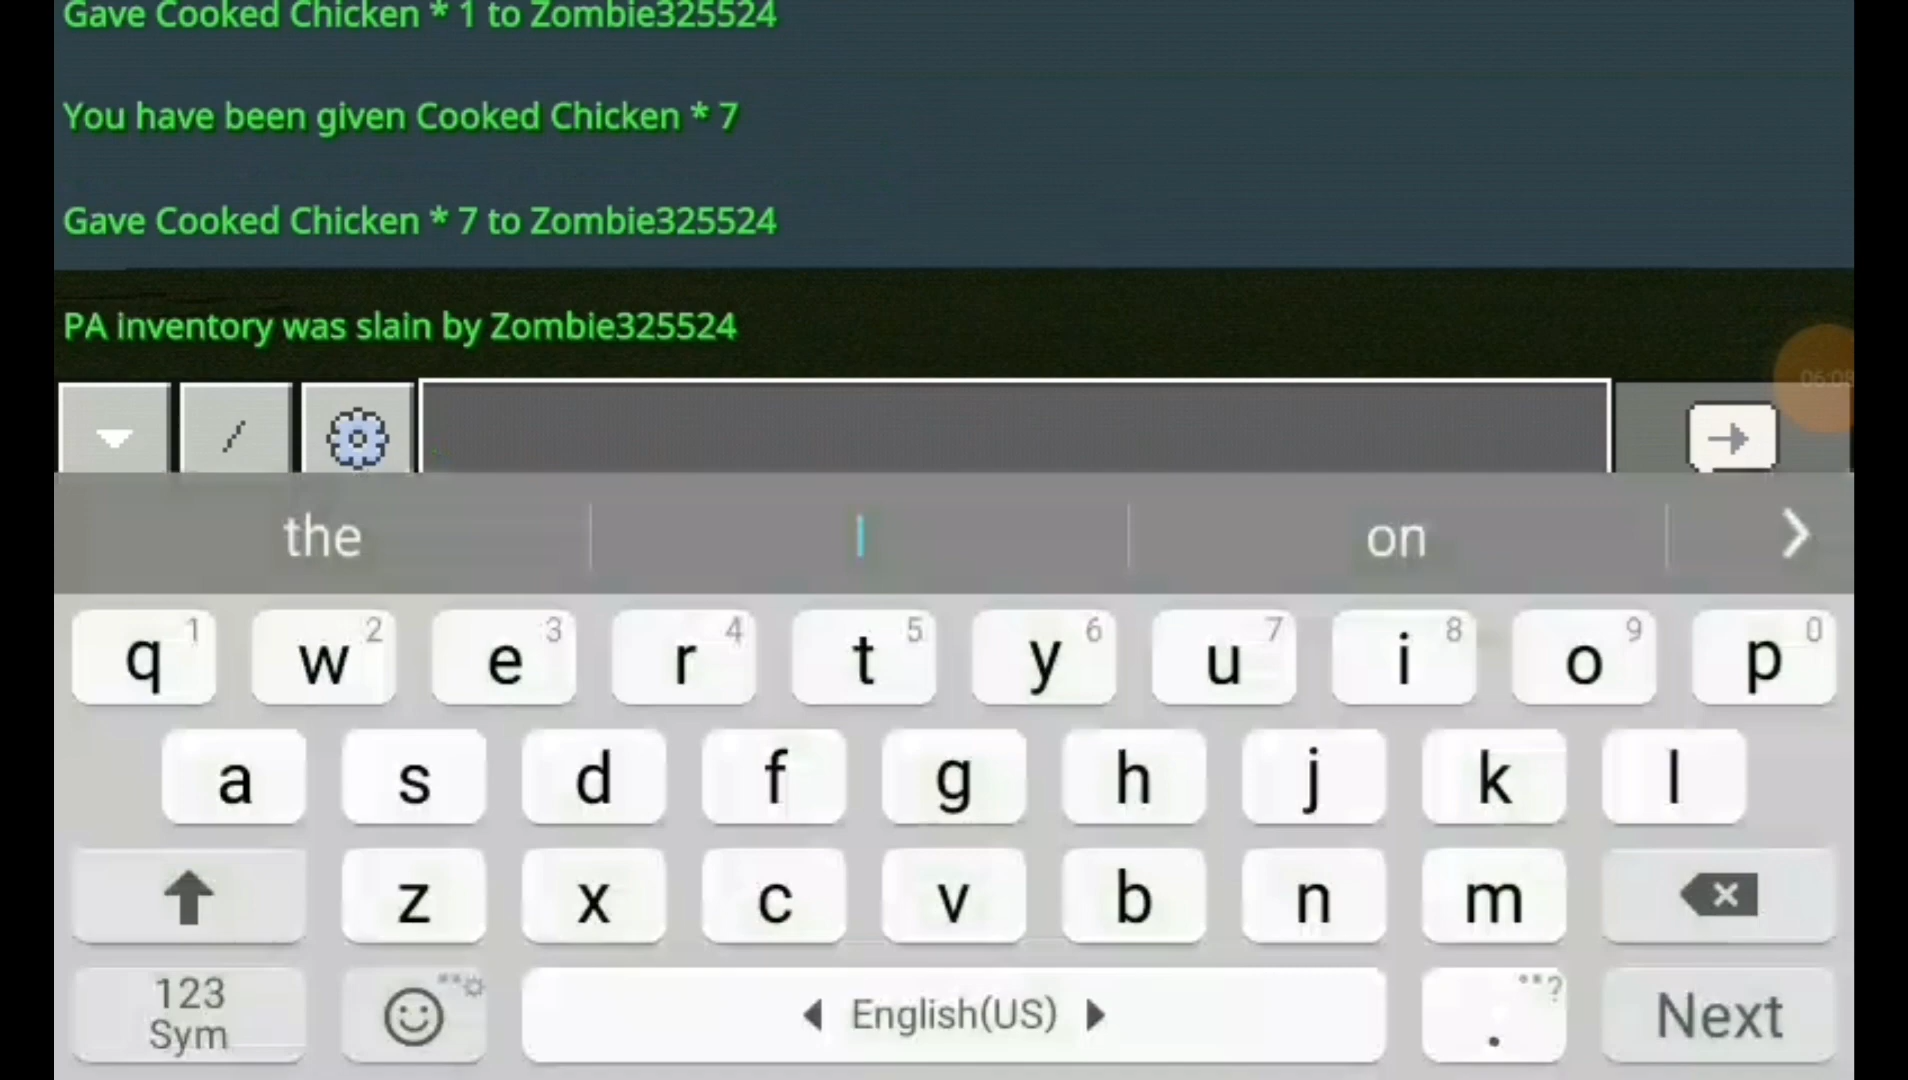 Gave Cooked Chicken * 1 to Zombie325524
You have been given Cooked Chicken * 7
Gave Cooked Chicken * 7 to Zombie325524
PA inventory was slain by Zombie325524
/
the I on
q 1 w 2 e 3 r 4 t 5 y 6 u 7 i 8 o 9 p 0
a s d f g h j k l
z x c v b n m
123
Sym
English(US)
. ?
Next